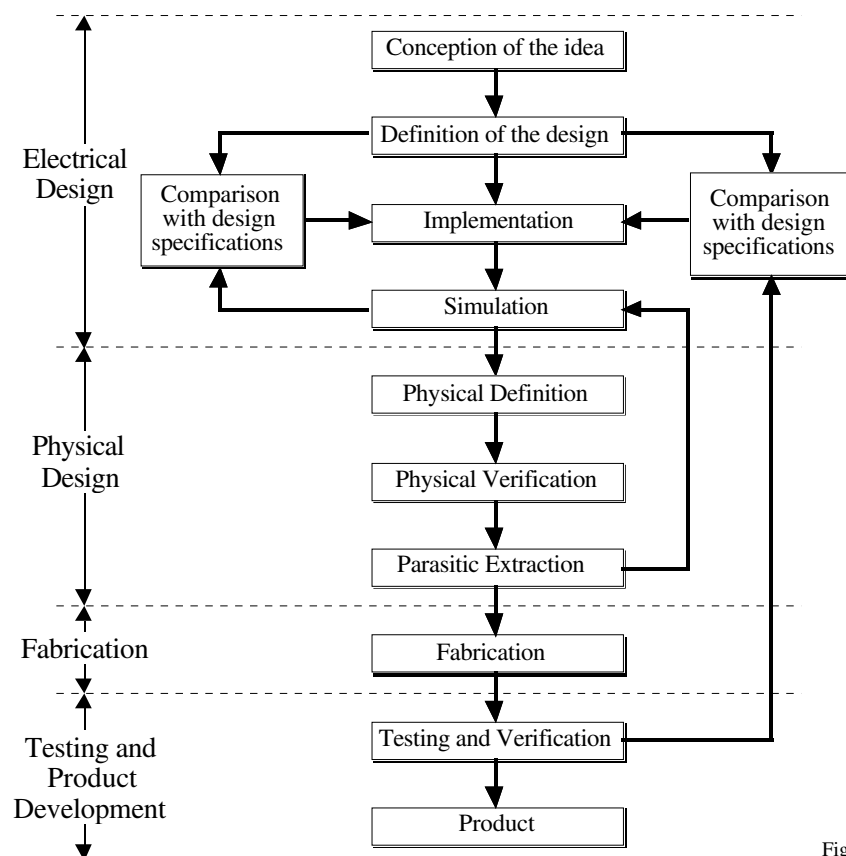 Conception of the idea
Definition of the design
Electrical
Design
Comparison
with design
specifications
Implementation
Comparison
with design
specifications
Simulation
Physical Definition
Physical
Design
Physical Verification
Parasitic Extraction
Fabrication
Fabrication
Testing and Verification
Testing and
Product
Development
Product
Fig